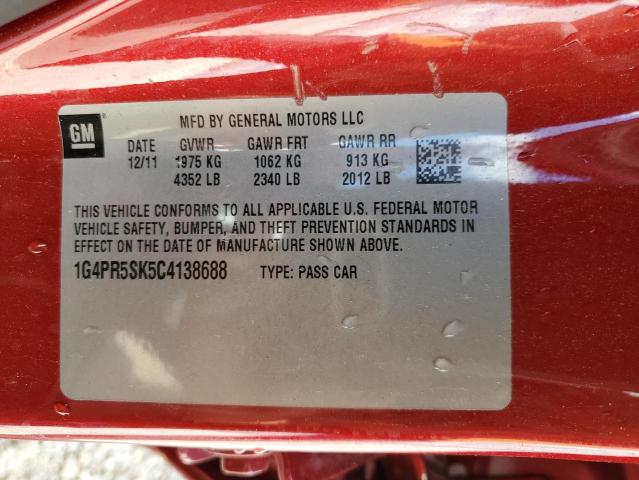 GM
MFD BY GENERAL MOTORS LLC
DATE GVWR GAWR FRT GAWR RR
12/11 1975 KG 1062 KG 913 KG
4352 LB 2340 LB 2012 LB
THIS VEHICLE CONFORMS TO ALL APPLICABLE U.S. FEDERAL MOTOR
VEHICLE SAFETY, BUMPER, AND THEFT PREVENTION STANDARDS IN
EFFECT ON THE DATE OF MANUFACTURE SHOWN ABOVE.
1G4PR5SK5C4138688 TYPE: PASS CAR